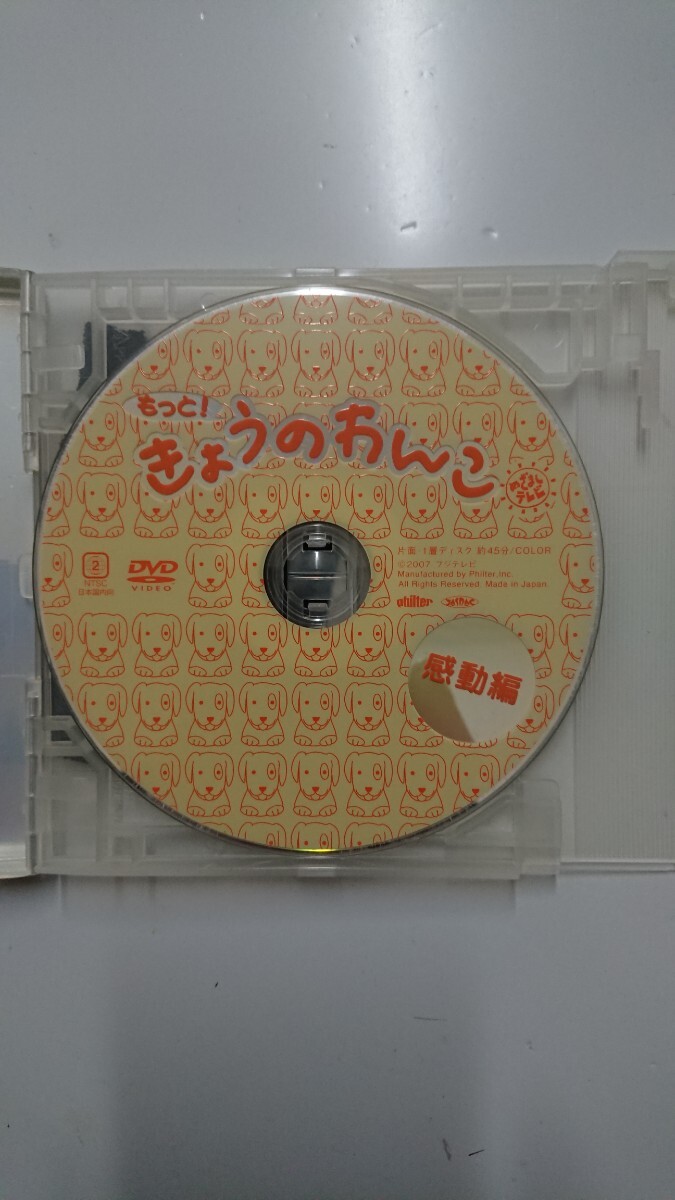 もっと!
きょうのわんこ
めざまし
テレビ
2
NTSC
日本国内向
DVD
VIDEO
片面 1層ディスク 約45分/COLOR
©2007 フジテレビ
Manufactured by Philter,Inc.
All Rights Reserved. Made in Japan.
philter
感動編